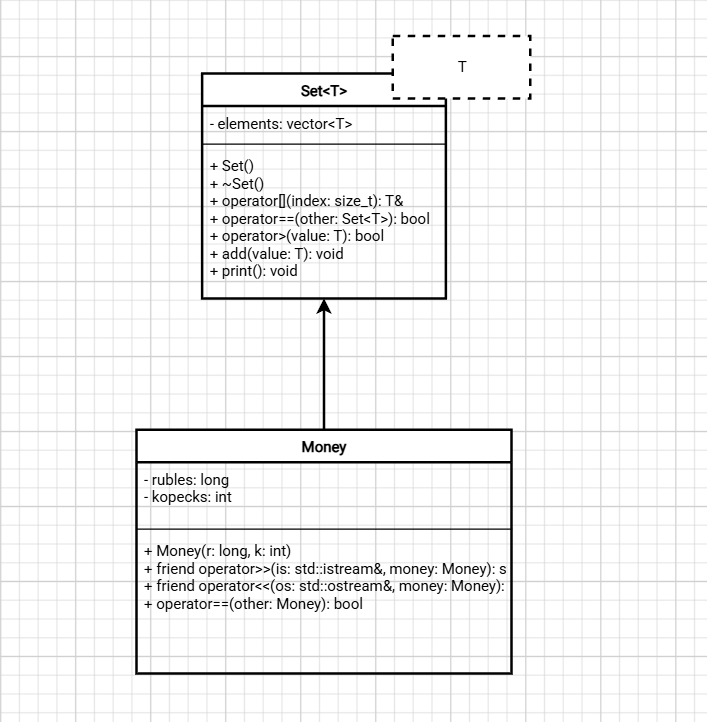 T
Set<T>
- elements: vector<T>
+ Set()
+ ~Set()
+ operator[](index: size_t): T&
+ operator==(other: Set<T>): bool
+ operator>(value: T): bool
+ add(value: T): void
+ print(): void
Money
- rubles: long
- kopecks: int
+ Money(r: long, k: int)
+ friend operator>>(is: std::istream&, money: Money): s
+ friend operator<<(os: std::ostream&, money: Money):
+ operator==(other: Money): bool